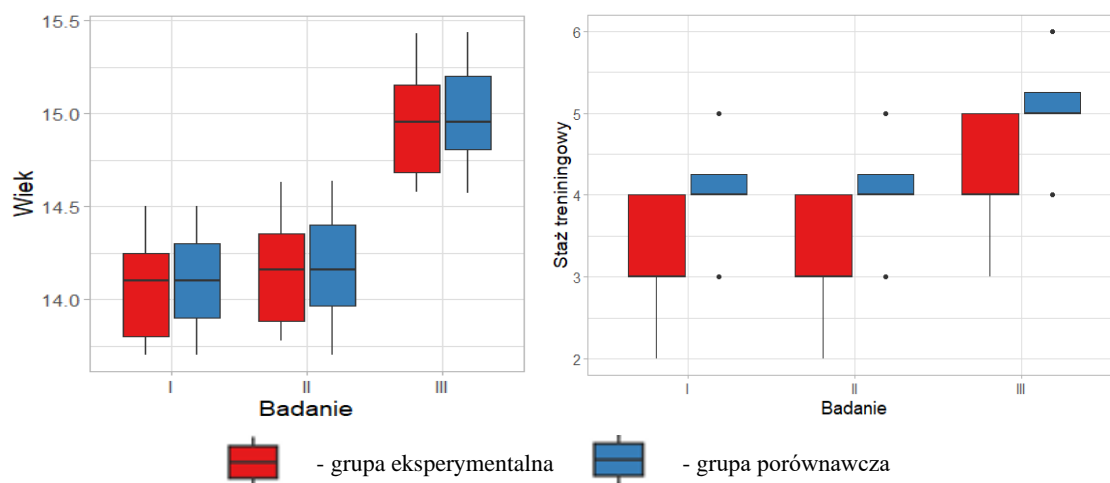 15.5
15.0
14.5
14.0
Wiek
I
II
III
Badanie
6
5
4
3
2
Staż treniningowy
I
II
III
Badanie
- grupa eksperymentalna
- grupa porównawcza